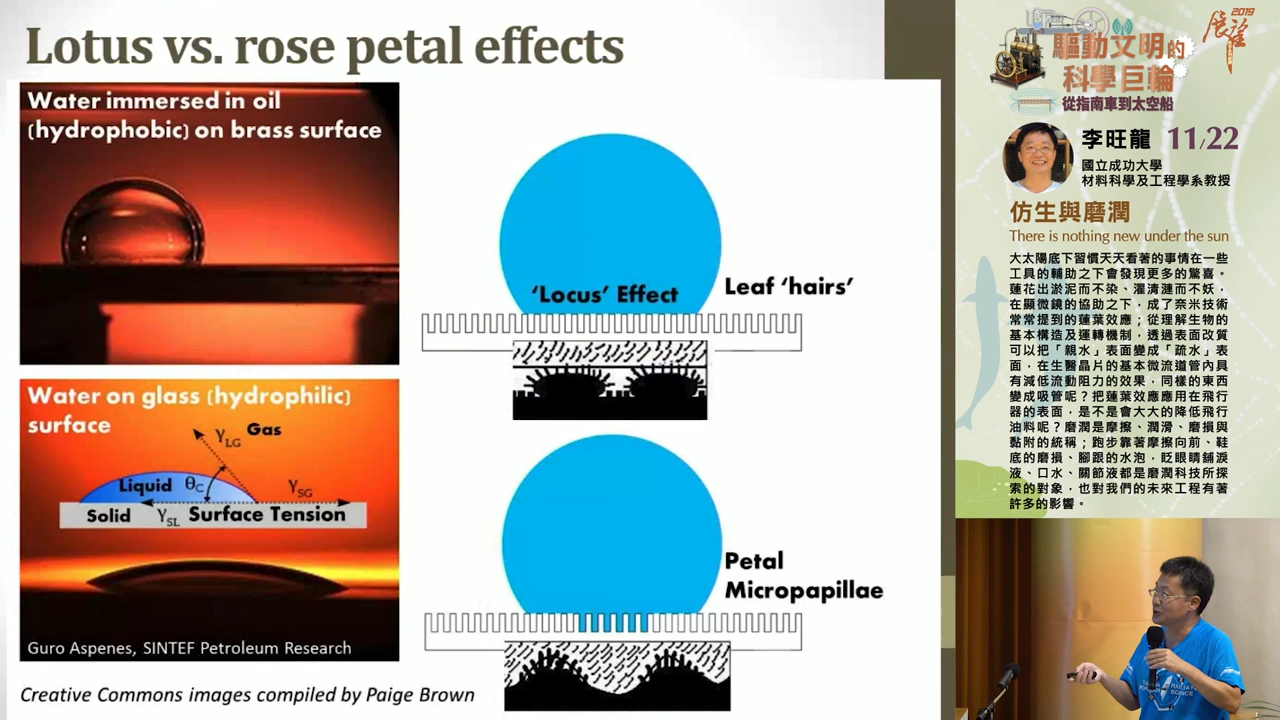 Lotus vs. rose petal effects
Water immersed in oil
(hydrophobic) on brass surface
Water on glass (hydrophilic)
surface
γLG Gas
Liquid θC γSG
Solid γSL Surface Tension
Guro Aspenes, SINTEF Petroleum Research
Creative Commons images compiled by Paige Brown
‘Locus’ Effect
Leaf ‘hairs’
Petal
Micropapillae
2019
展望
驅動文明的
科學巨輪
從指南車到太空船
李旺龍 11/22
國立成功大學
材料科學及工程學系教授
仿生與磨潤
There is nothing new under the sun
大太陽底下習慣天天看著的事情在一些
工具的輔助之下會發現更多的驚喜。
蓮花出淤泥而不染、濯清漣而不妖，
在顯微鏡的協助之下，成了奈米技術
常常提到的蓮葉效應；從理解生物的
基本構造及運轉機制，透過表面改質
可以把「親水」表面變成「疏水」表
面，在生醫晶片的基本微流道管內具
有減低流動阻力的效果，同樣的東西
變成吸管呢？把蓮葉效應應用在飛行
器的表面，是不是會大大的降低飛行
油料呢？磨潤是摩擦、潤滑、磨損與
黏附的統稱；跑步靠著摩擦向前、鞋
底的磨損、腳跟的水泡，眨眼睛舖淚
液、口水、關節液都是磨潤科技所探
索的對象，也對我們的未來工程有著
許多的影響。